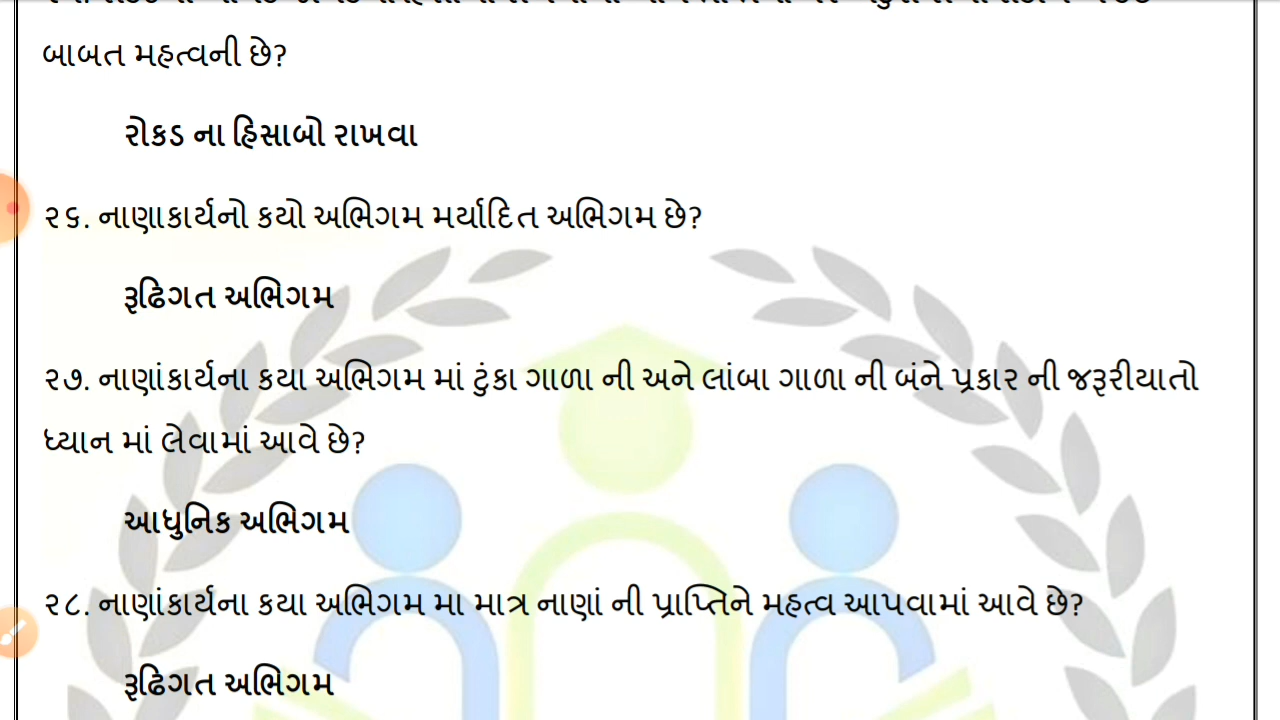 બાબત મહત્વની છે?
રોકડ ના હિસાબો રાખવા
૨૬. નાણાકાર્યનો કયો અભિગમ મર્યાદિત અભિગમ છે?
રૂઢિગત અભિગમ
૨૭. નાણાંકાર્યના કયા અભિગમ માં ટુંકા ગાળા ની અને લાંબા ગાળા ની બંને પ્રકાર ની જરૂરીયાતો
ધ્યાન માં લેવામાં આવે છે?
આધુનિક અભિગમ
૨૮. નાણાંકાર્યના કયા અભિગમ મા માત્ર નાણાં ની પ્રાપ્તિને મહત્વ આપવામાં આવે છે?
રૂઢિગત અભિગમ